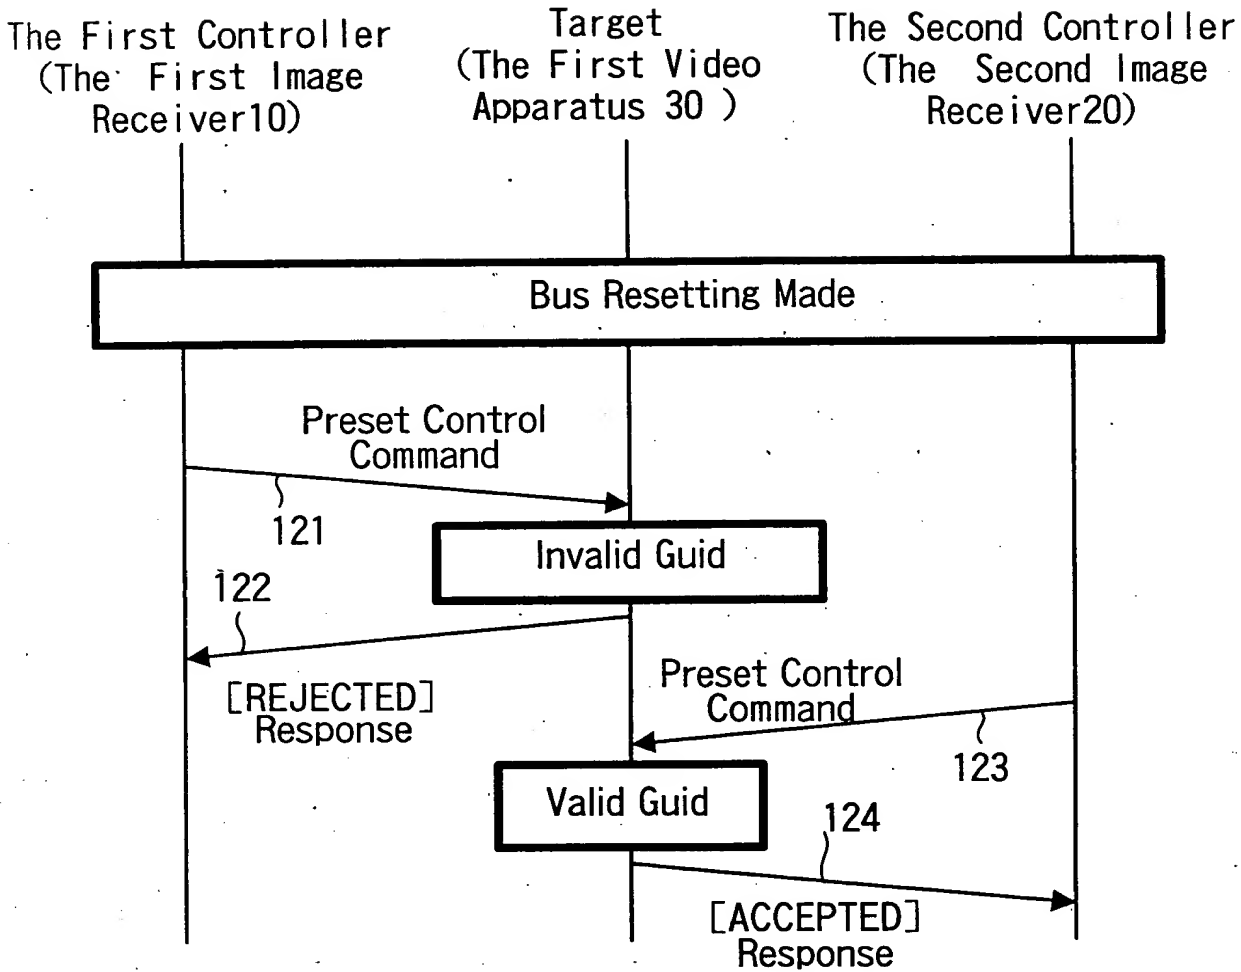 The First Controller
(The First Image
Receiver10)
Target
(The First Video
Apparatus 30 )
The Second Controller
(The Second Image
Receiver20)
Bus Resetting Made
Preset Control
Command
121
Invalid Guid
122
[REJECTED]
Response
Preset Control
Command
123
Valid Guid
124
[ACCEPTED]
Response